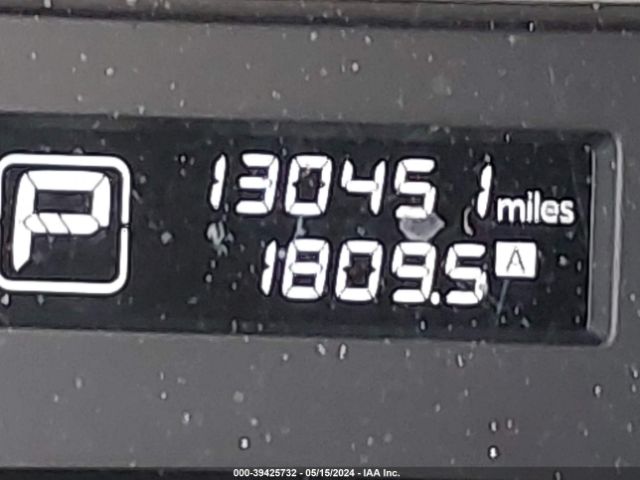 P
130451 miles
1809.5 A
000-39425732 - 05/15/2024 - IAA Inc.